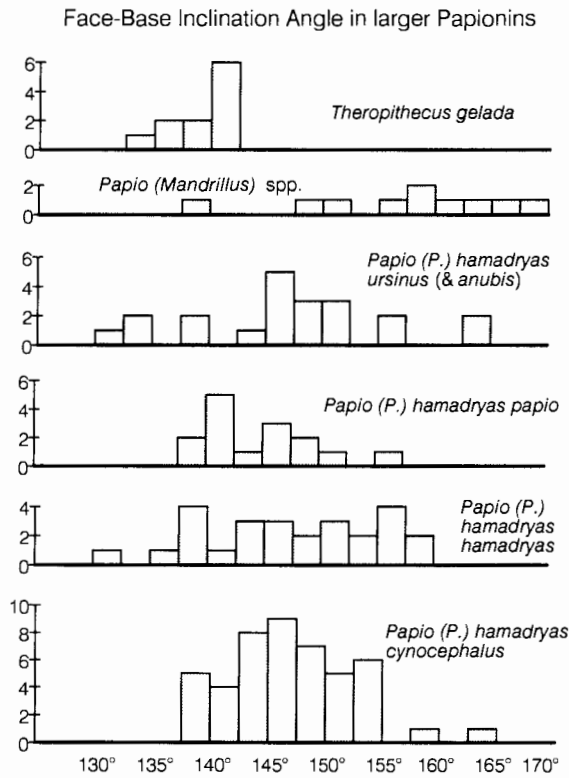 Face-Base Inclination Angle in larger Papionins
6
4
2
0
Theropithecus gelada
2
0
Papio (Mandrillus) spp.
6
4
2
0
Papio (P.) hamadryas
ursinus (& anubis)
6
4
2
0
Papio (P.) hamadryas papio
4
2
0
Papio (P.)
hamadryas
hamadryas
10
8
6
4
2
0
Papio (P.) hamadryas
cynocephalus
130° 135° 140° 145° 150° 155° 160° 165° 170°